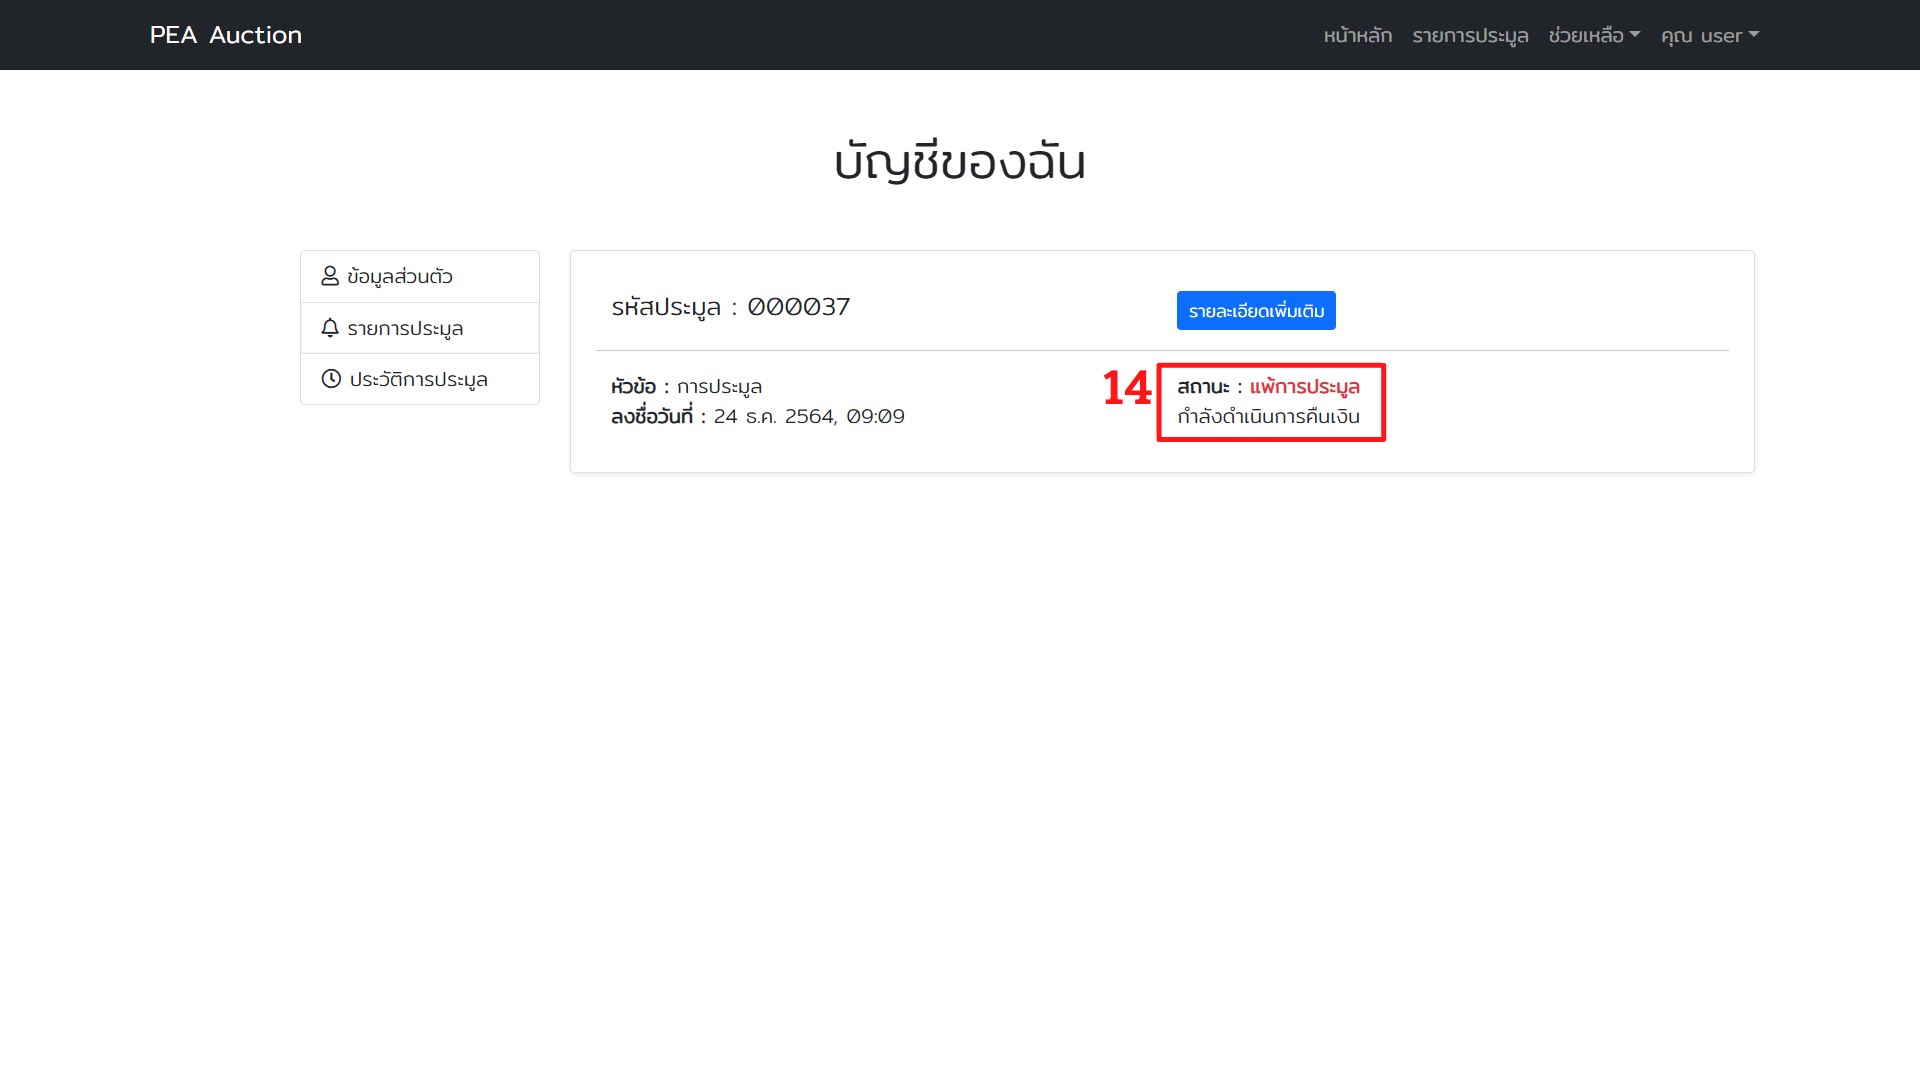 PEA Auction
หน้าหลัก รายการประมูล ช่วยเหลือ คุณ user
บัญชีของฉัน
ข้อมูลส่วนตัว
รายการประมูล
ประวัติการประมูล
รหัสประมูล : 000037
รายละเอียดเพิ่มเติม
หัวข้อ : การประมูล
ลงชื่อวันที่ : 24 ธ.ค. 2564, 09:09
14
สถานะ : แพ้การประมูล
กำลังดำเนินการคืนเงิน